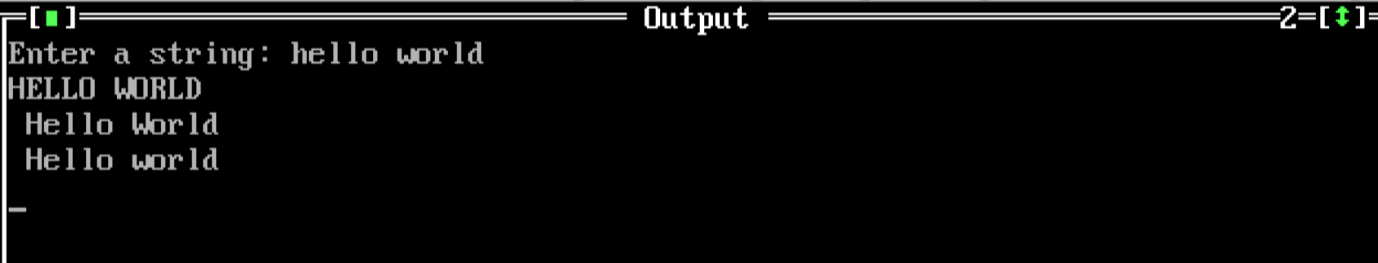 [■] Output 2=[↕]
Enter a string: hello world
HELLO WORLD
 Hello World
 Hello world
_